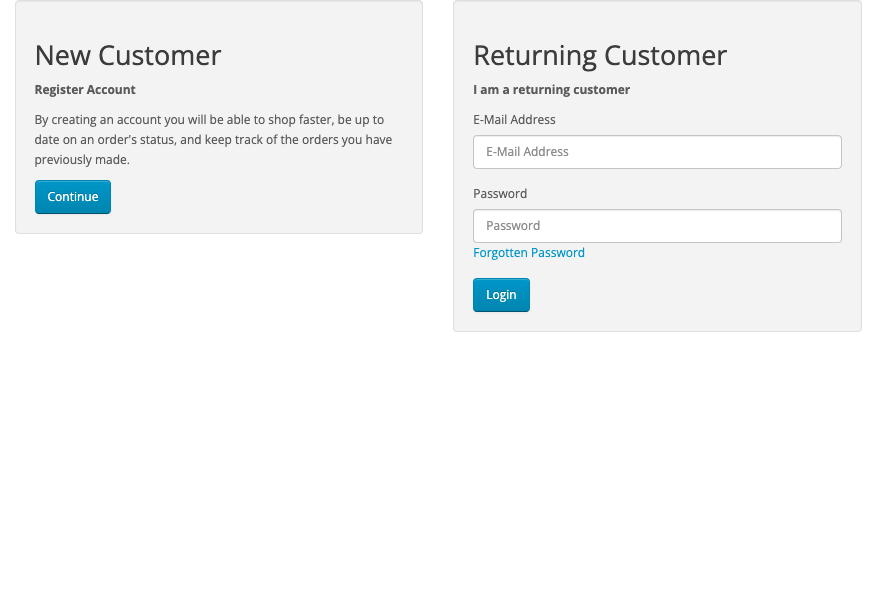 New Customer
Register Account
By creating an account you will be able to shop faster, be up to
date on an order's status, and keep track of the orders you have
previously made.
Continue
Returning Customer
I am a returning customer
E-Mail Address
E-Mail Address
Password
Password
Forgotten Password
Login